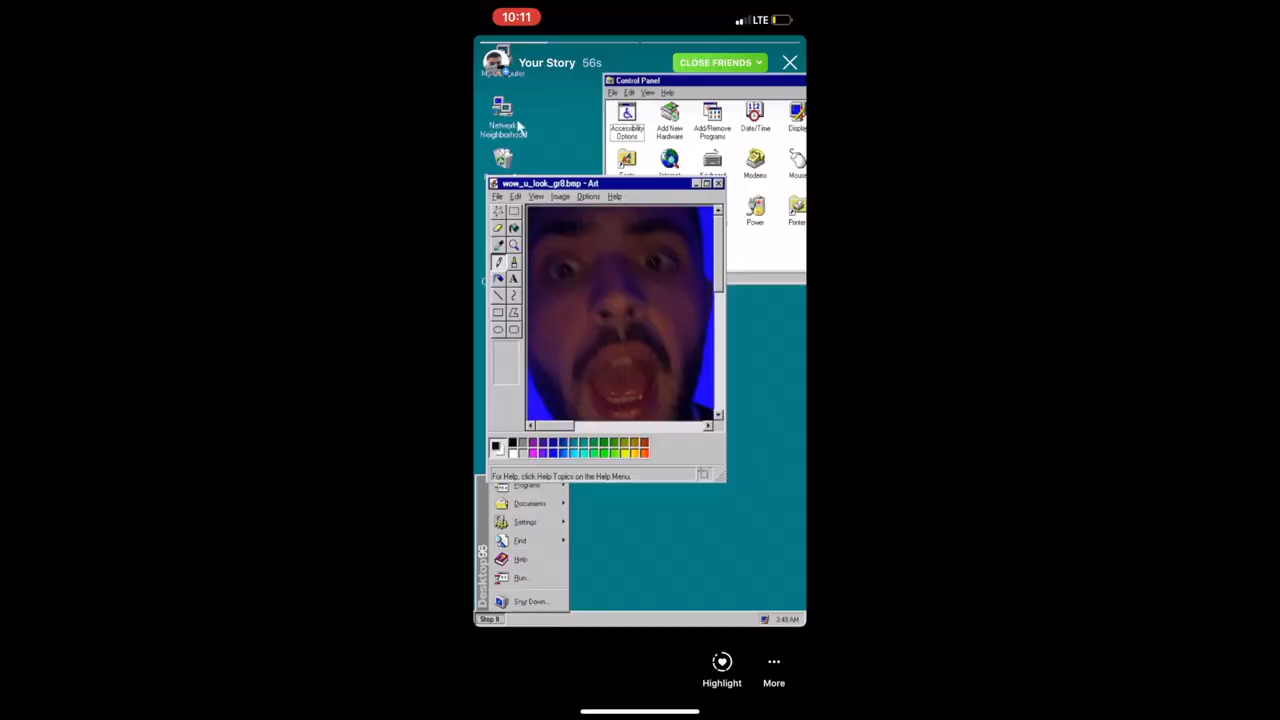 10:11
LTE
Your Story 56s
CLOSE FRIENDS
Control Panel
File Edit View Help
Network Neighborhood
Accessibility Options
Add New Hardware
Add/Remove Programs
Date/Time
Modems
Power
wow_u_look_gr8.bmp - Art
File Edit View Image Options Help
A
For Help, click Help Topics on the Help Menu.
Programs
Documents
Settings
Find
Help
Run...
Shut Down...
Desktop96
Stop It
3:49 AM
Highlight
More